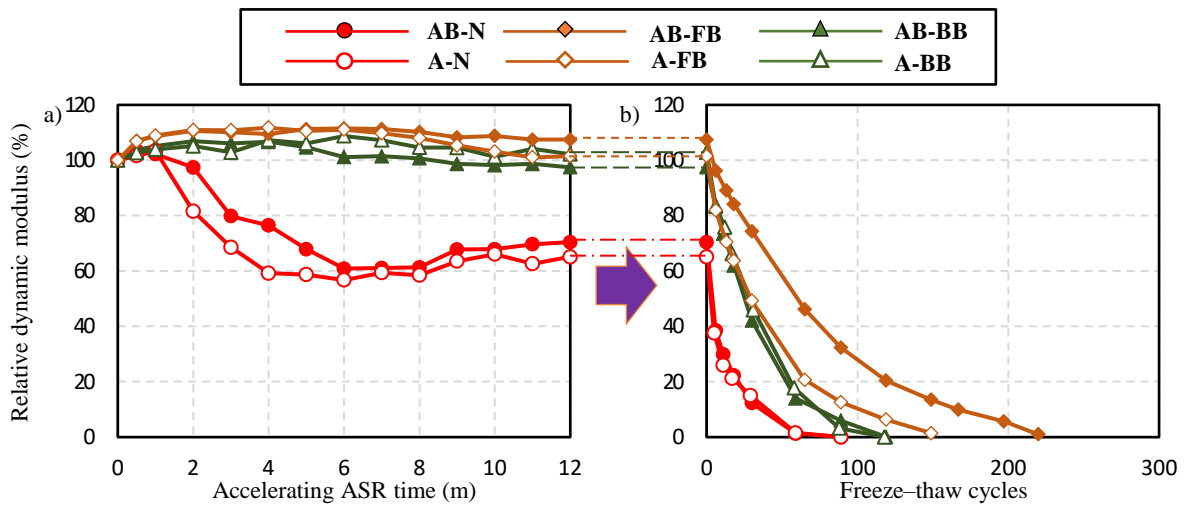 AB-N AB-FB AB-BB
A-N A-FB A-BB
a) b)
Relative dynamic modulus (%)
120 120
100 100
80 80
60 60
40 40
20 20
0 0
0 2 4 6 8 10 12 0 100 200 300
Accelerating ASR time (m) Freeze–thaw cycles